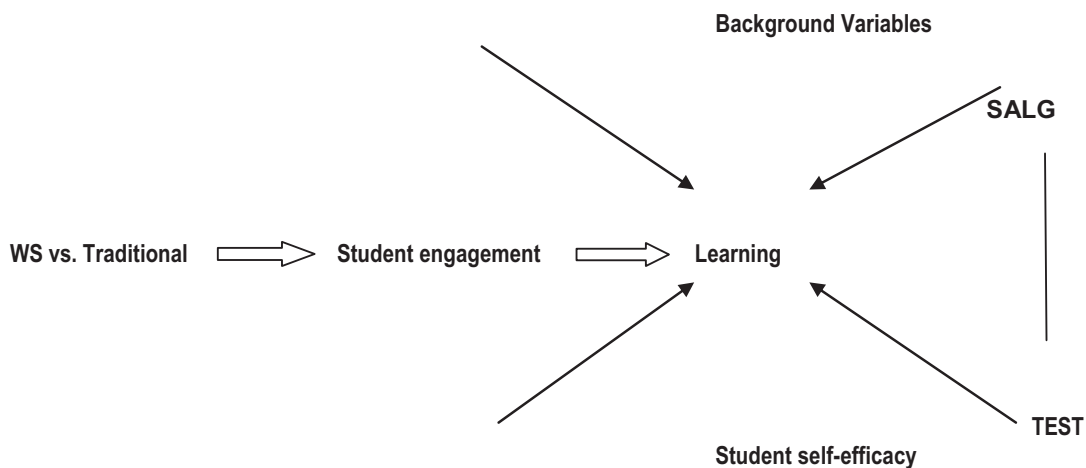 Background Variables
SALG
WS vs. Traditional
Student engagement
Learning
TEST
Student self-efficacy